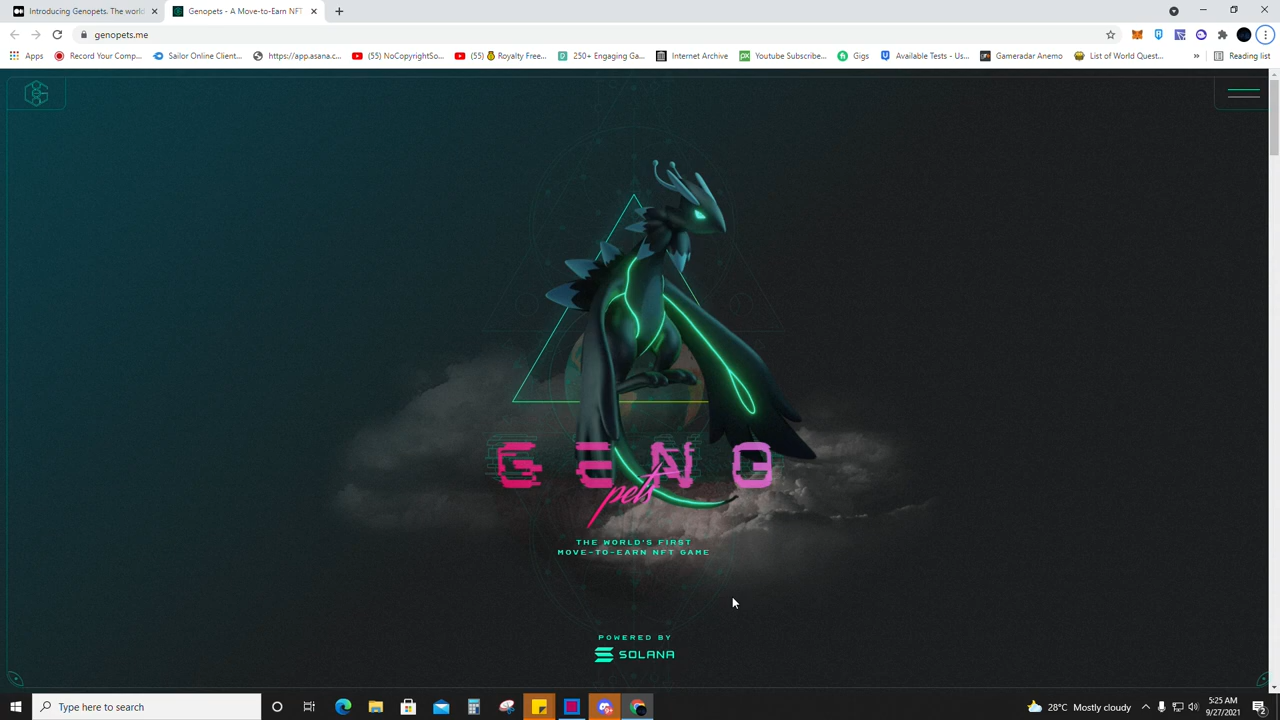 Introducing Genopets. The world
Genopets - A Move-to-Earn NFT
genopets.me
Apps
Record Your Comp...
Sailor Online Client...
https://app.asana.c...
(55) NoCopyrightSo...
(55) 💰 Royalty Free...
250+ Engaging Ga...
Internet Archive
Youtube Subscribe...
Gigs
Available Tests - Us...
Gameradar Anemo
List of World Quest...
»
Reading list
GENO
pets
THE WORLD'S FIRST
MOVE-TO-EARN NFT GAME
POWERED BY
SOLANA
Type here to search
28°C Mostly cloudy
5:25 AM
9/27/2021
2